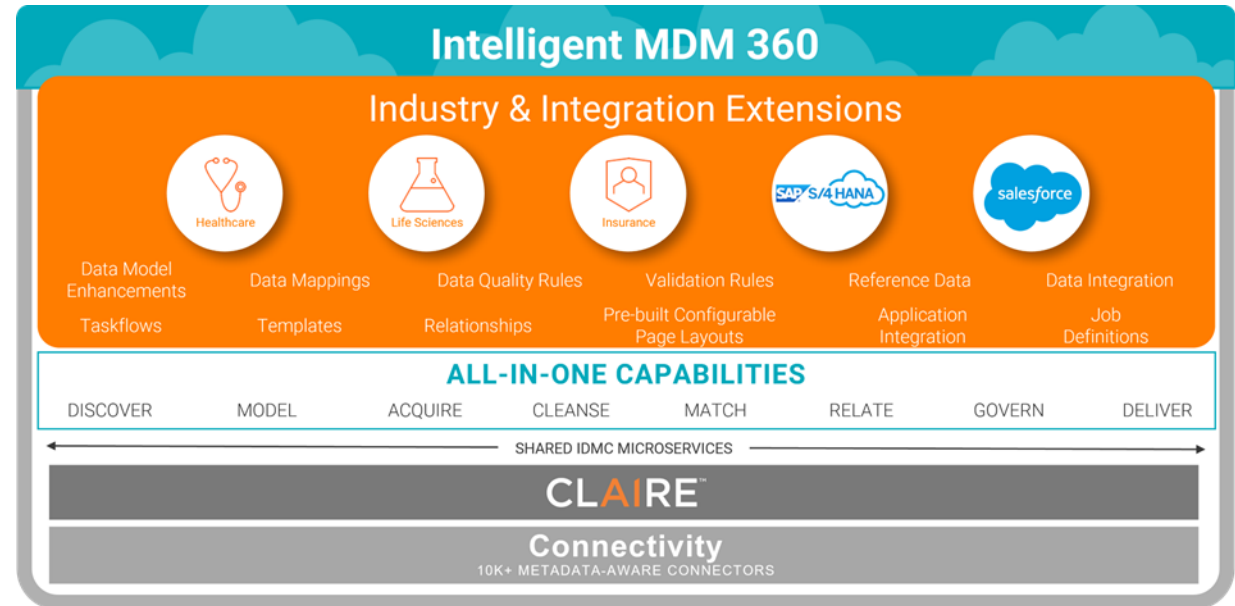 Intelligent MDM 360
Industry & Integration Extensions
Healthcare
Life Sciences
Insurance
SAP S/4 HANA
salesforce
Data Model
Enhancements
Data Mappings
Data Quality Rules
Validation Rules
Reference Data
Data Integration
Taskflows
Templates
Relationships
Pre-built Configurable
Page Layouts
Application
Integration
Job
Definitions
ALL-IN-ONE CAPABILITIES
DISCOVER MODEL ACQUIRE CLEANSE MATCH RELATE GOVERN DELIVER
SHARED IDMC MICROSERVICES
CLAIRE™
Connectivity
10K+ METADATA-AWARE CONNECTORS